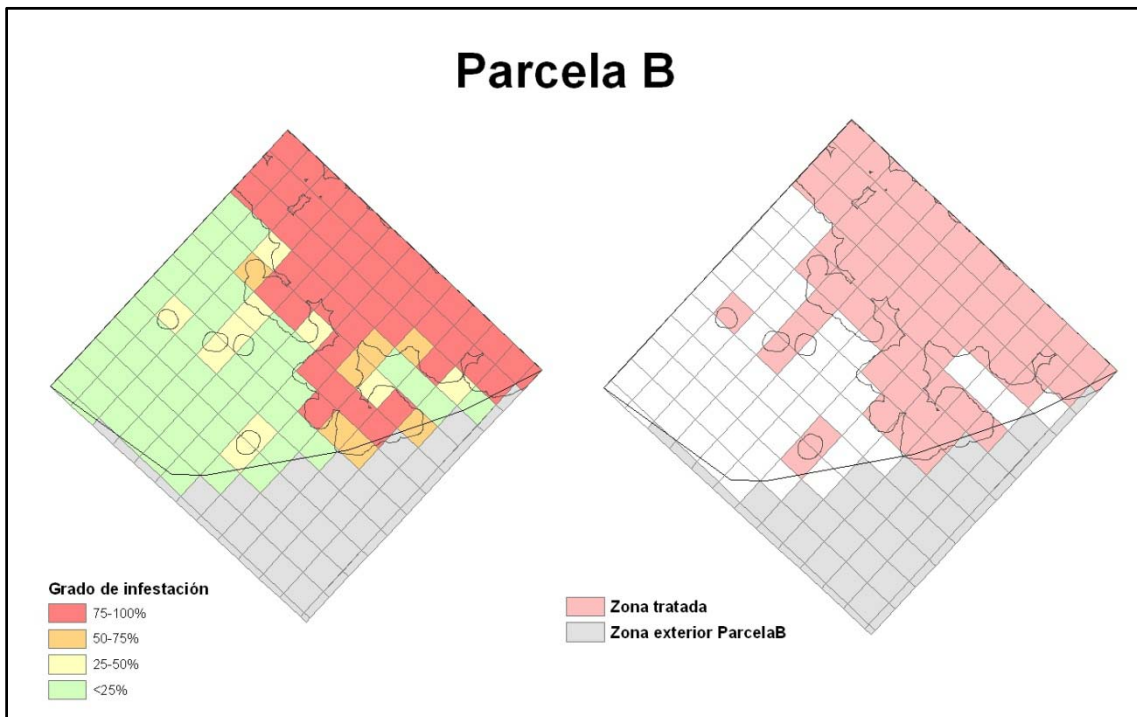 Parcela B
Grado de infestación
75-100%
50-75%
25-50%
<25%
Zona tratada
Zona exterior ParcelaB